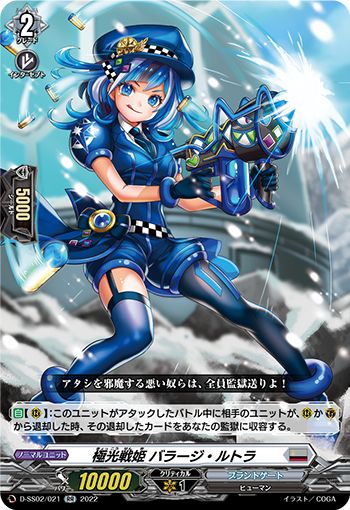 2
グレード
インターセプト
5000
シールド
アタシを邪魔する悪い奴らは、全員監獄送りよ！
自【R】：このユニットがアタックしたバトル中に相手のユニットが、【R】から退却された時、その退却したカードをあなたの監獄に収容する。
ノーマルユニット
極光戦姫 バラージ・ルトラ
パワー
10000
クリティカル
1
ブラントゲート
ヒューマン
D-SS02/021 RR 2022
イラスト／COGA